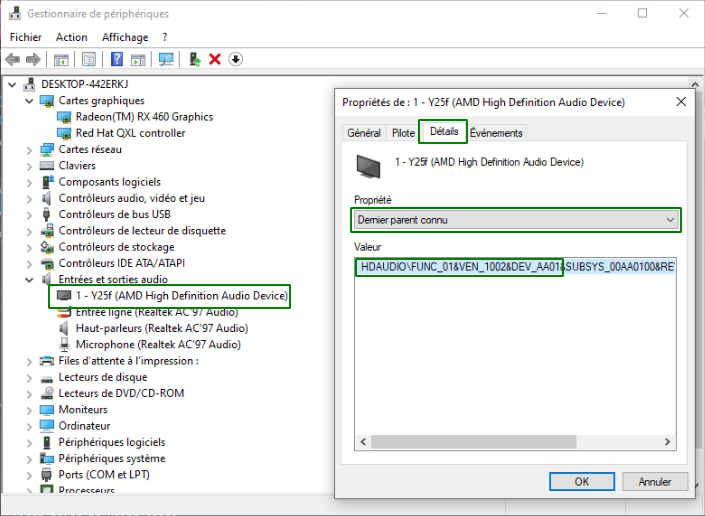 Gestionnaire de périphériques
Fichier Action Affichage ?
DESKTOP-442ERKJ
Cartes graphiques
Radeon(TM) RX 460 Graphics
Red Hat QXL controller
Cartes réseau
Claviers
Composants logiciels
Contrôleurs audio, vidéo et jeu
Contrôleurs de bus USB
Contrôleurs de lecteur de disquette
Contrôleurs de stockage
Contrôleurs IDE ATA/ATAPI
Entrées et sorties audio
1 - Y25f (AMD High Definition Audio Device)
Entrée ligne (Realtek AC'97 Audio)
Haut-parleurs (Realtek AC'97 Audio)
Microphone (Realtek AC'97 Audio)
Files d'attente à l'impression :
Lecteurs de disque
Lecteurs de DVD/CD-ROM
Moniteurs
Ordinateur
Périphériques logiciels
Périphériques système
Ports (COM et LPT)
Processeurs
Propriétés de : 1 - Y25f (AMD High Definition Audio Device)
Général Pilote Détails Événements
1 - Y25f (AMD High Definition Audio Device)
Propriété
Dernier parent connu
Valeur
HDAUDIO\FUNC_01&VEN_1002&DEV_AA01&SUBSYS_00AA0100&RE
OK Annuler